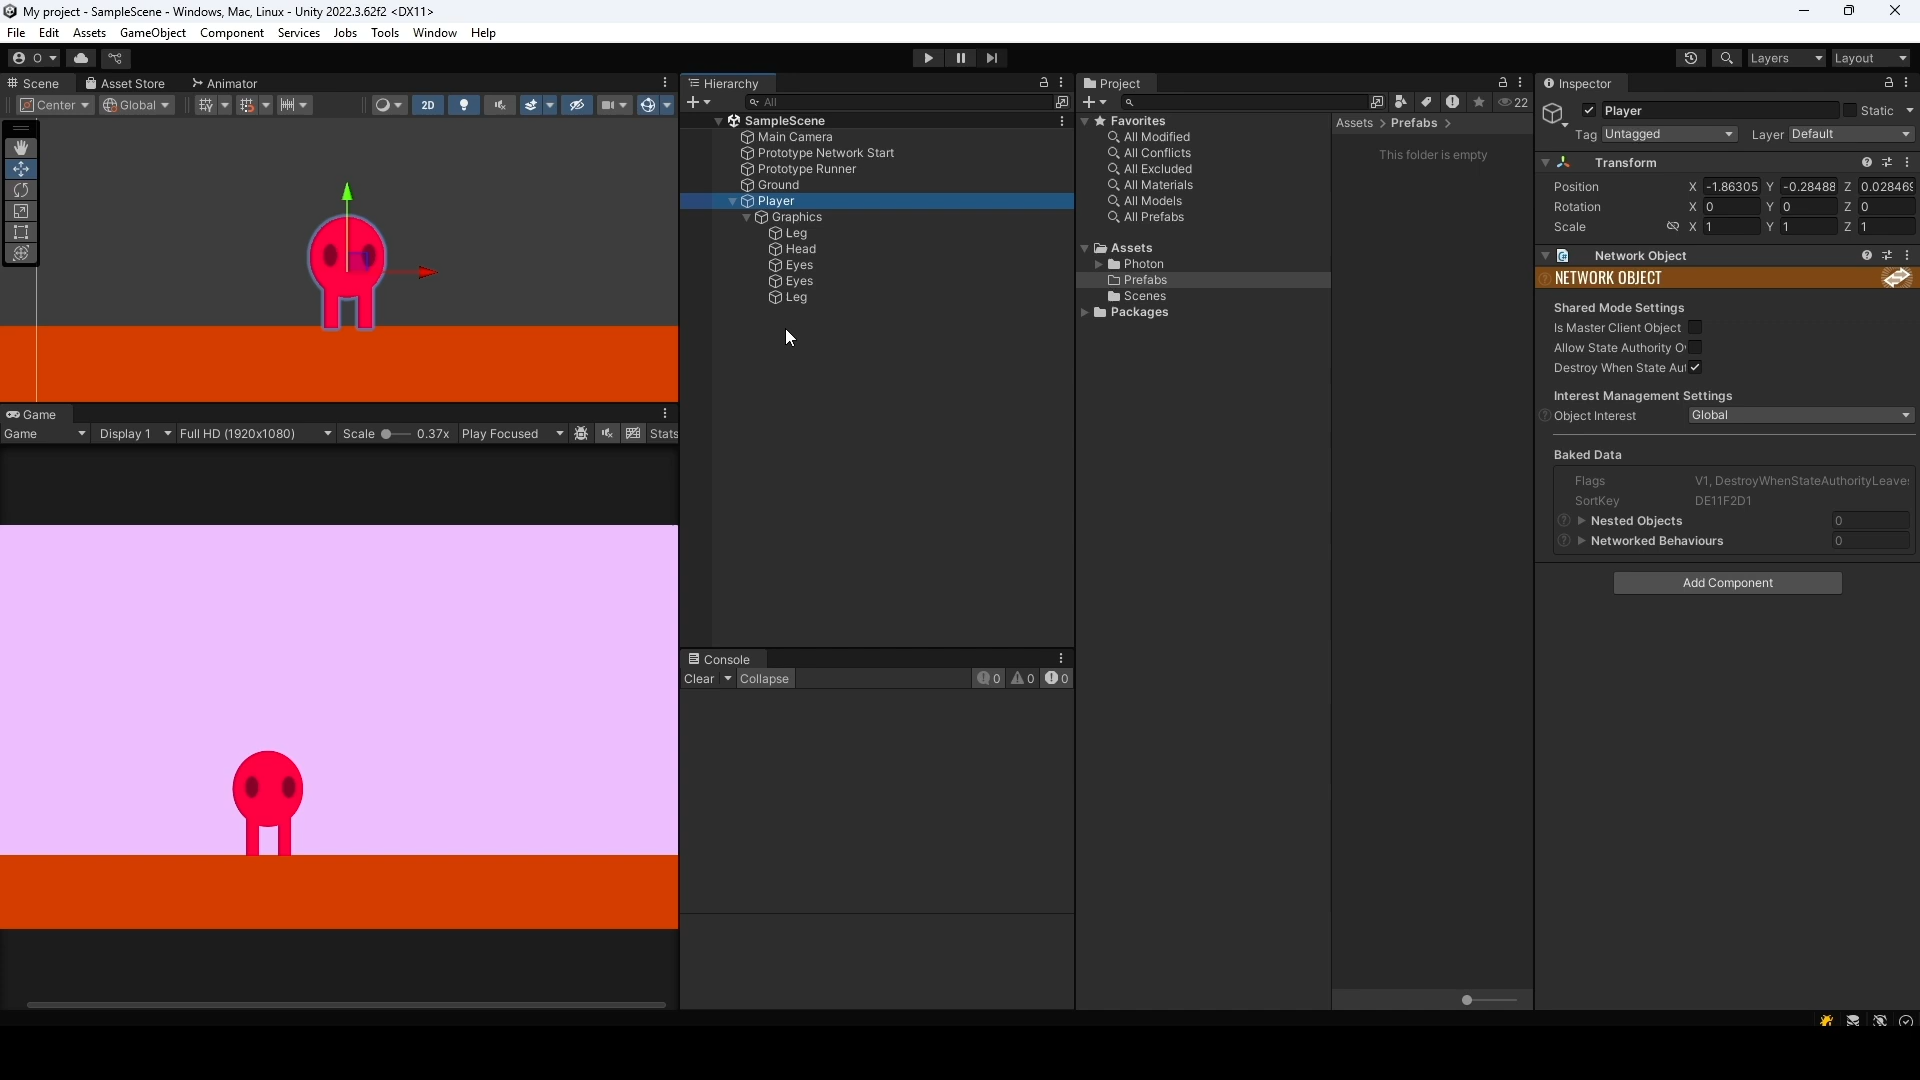 My project - SampleScene - Windows, Mac, Linux - Unity 2022.3.62f2 <DX11>
File Edit Assets GameObject Component Services Jobs Tools Window Help
O Layers Layout
Scene Asset Store Animator
Center Global 2D
Hierarchy
All
SampleScene
Main Camera
Prototype Network Start
Prototype Runner
Ground
Player
Graphics
Leg
Head
Eyes
Eyes
Leg
Game
Game Display 1 Full HD (1920x1080) Scale 0.37x Play Focused Stats
Console
Clear Collapse 0 0 0
Project
22
Favorites
All Modified
All Conflicts
All Excluded
All Materials
All Models
All Prefabs
Assets
Photon
Prefabs
Scenes
Packages
Assets > Prefabs >
This folder is empty
Inspector
Player Static
Tag Untagged Layer Default
Transform
Position X -1.86305 Y -0.28488 Z 0.028469
Rotation X 0 Y 0 Z 0
Scale X 1 Y 1 Z 1
Network Object
NETWORK OBJECT
Shared Mode Settings
Is Master Client Object
Allow State Authority O
Destroy When State Au
Interest Management Settings
Object Interest Global
Baked Data
Flags V1, DestroyWhenStateAuthorityLeave
SortKey DE11F2D1
Nested Objects 0
Networked Behaviours 0
Add Component